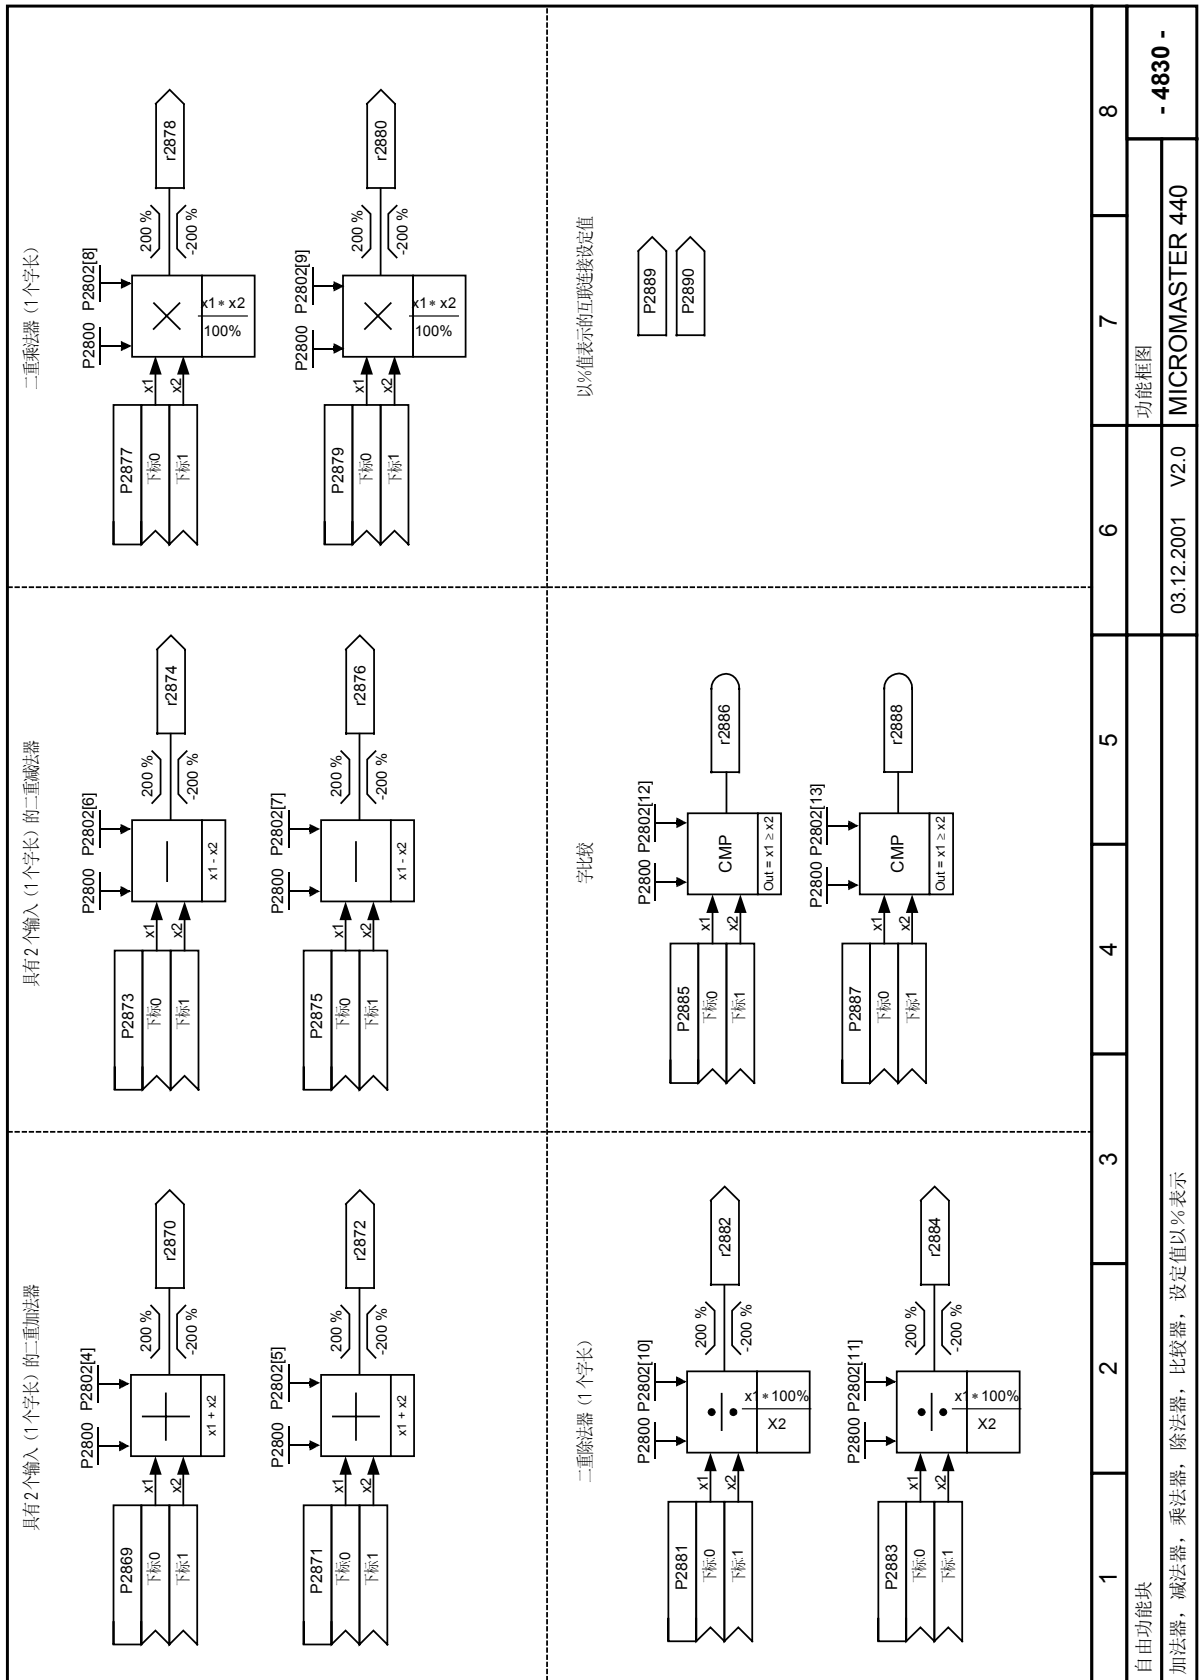 具有2个输入（1个字长）的二重加法器
P2800 P2802[4]
P2869
下标0
下标1
x1
x2
x1 + x2
200 %
-200 %
r2870
P2800 P2802[5]
P2871
下标0
下标1
x1
x2
x1 + x2
200 %
-200 %
r2872
具有2个输入（1个字长）的二重减法器
P2800 P2802[6]
P2873
下标0
下标1
x1
x2
x1 - x2
200 %
-200 %
r2874
P2800 P2802[7]
P2875
下标0
下标1
x1
x2
x1 - x2
200 %
-200 %
r2876
二重乘法器（1个字长）
P2800 P2802[8]
P2877
下标0
下标1
x1
x2
x1 * x2
100%
200 %
-200 %
r2878
P2800 P2802[9]
P2879
下标0
下标1
x1
x2
x1 * x2
100%
200 %
-200 %
r2880
二重除法器（1个字长）
P2800 P2802[10]
P2881
下标0
下标1
x1
x2
x1 * 100%
X2
200 %
-200 %
r2882
P2800 P2802[11]
P2883
下标0
下标1
x1
x2
x1 * 100%
X2
200 %
-200 %
r2884
字比较
P2800 P2802[12]
P2885
下标0
下标1
x1
x2
CMP
Out = x1 ≥ x2
r2886
P2800 P2802[13]
P2887
下标0
下标1
x1
x2
CMP
Out = x1 ≥ x2
r2888
以%值表示的互联连接设定值
P2889
P2890
1 2 3 4 5 6 7 8
自由功能块 功能框图 - 4830 -
加法器，减法器，乘法器，除法器，比较器，设定值以%表示 03.12.2001 V2.0 MICROMASTER 440